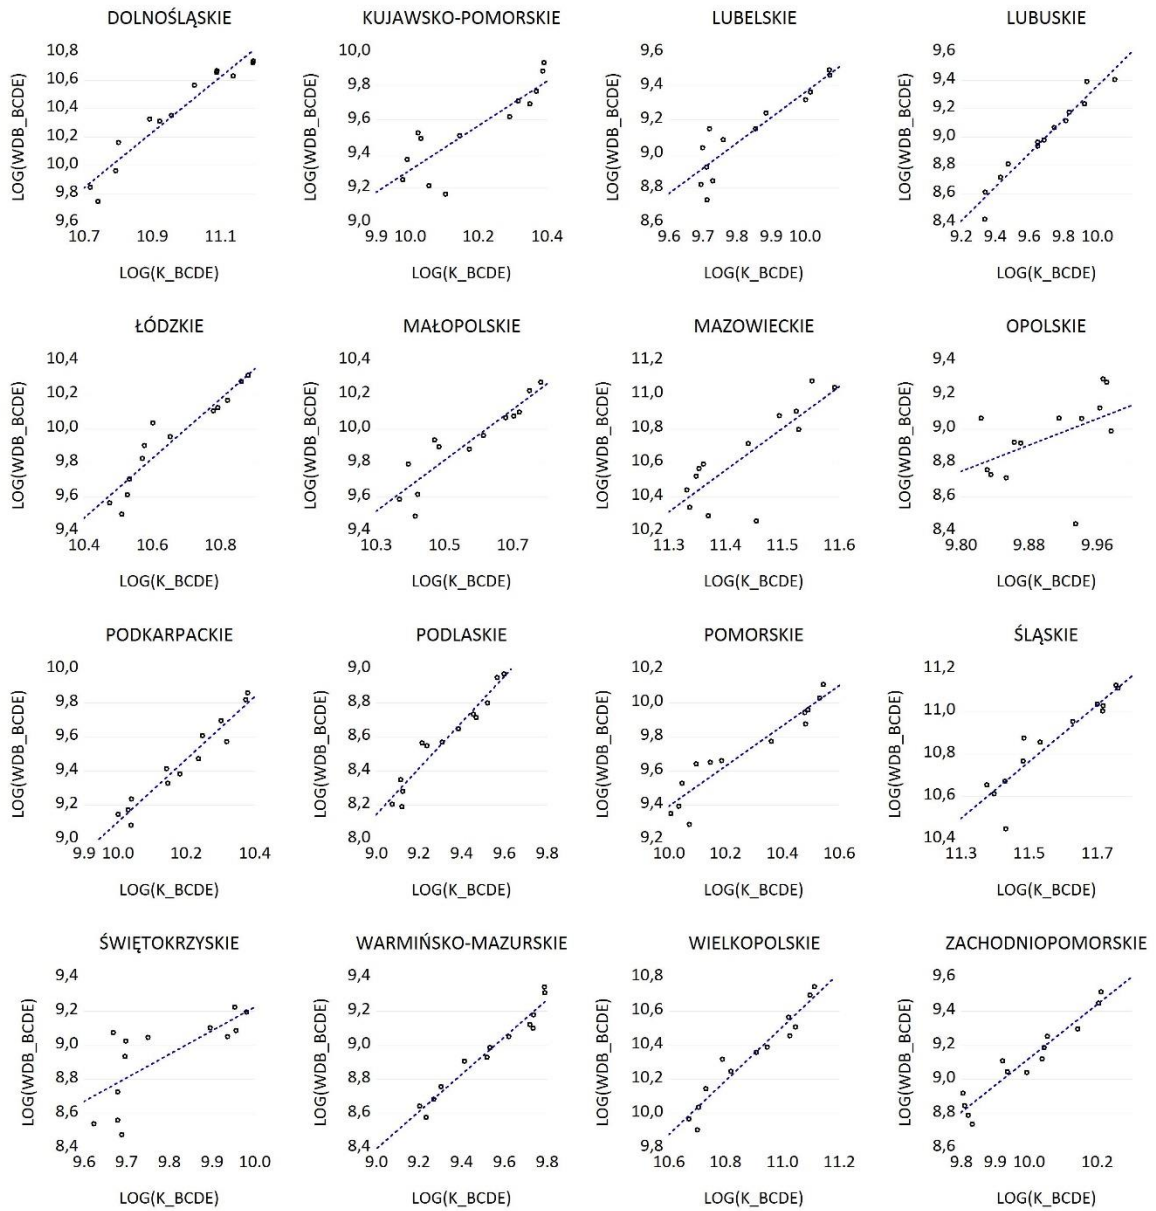 DOLNOŚLĄSKIE
LOG(WDB_BCDE)
10,8
10,6
10,4
10,2
10,0
9,8
9,6
10.7 10.9 11.1
LOG(K_BCDE)
KUJAWSKO-POMORSKIE
LOG(WDB_BCDE)
10,0
9,8
9,6
9,4
9,2
9,0
9.9 10.0 10.2 10.4
LOG(K_BCDE)
LUBELSKIE
LOG(WDB_BCDE)
9,6
9,4
9,2
9,0
8,8
8,6
9.6 9.7 9.8 9.9 10.0
LOG(K_BCDE)
LUBUSKIE
LOG(WDB_BCDE)
9,6
9,4
9,2
9,0
8,8
8,6
8,4
9.2 9.4 9.6 9.8 10.0
LOG(K_BCDE)
ŁÓDZKIE
LOG(WDB_BCDE)
10,4
10,2
10,0
9,8
9,6
9,4
10.4 10.6 10.8
LOG(K_BCDE)
MAŁOPOLSKIE
LOG(WDB_BCDE)
10,4
10,2
10,0
9,8
9,6
9,4
10.3 10.5 10.7
LOG(K_BCDE)
MAZOWIECKIE
LOG(WDB_BCDE)
11,2
11,0
10,8
10,6
10,4
10,2
11.3 11.4 11.5 11.6
LOG(K_BCDE)
OPOLSKIE
LOG(WDB_BCDE)
9,4
9,2
9,0
8,8
8,6
8,4
9.80 9.88 9.96
LOG(K_BCDE)
PODKARPACKIE
LOG(WDB_BCDE)
10,0
9,8
9,6
9,4
9,2
9,0
9.9 10.0 10.2 10.4
LOG(K_BCDE)
PODLASKIE
LOG(WDB_BCDE)
9,0
8,8
8,6
8,4
8,2
8,0
9.0 9.2 9.4 9.6 9.8
LOG(K_BCDE)
POMORSKIE
LOG(WDB_BCDE)
10,2
10,0
9,8
9,6
9,4
9,2
10.0 10.2 10.4 10.6
LOG(K_BCDE)
ŚLĄSKIE
LOG(WDB_BCDE)
11,2
11,0
10,8
10,6
10,4
11.3 11.5 11.7
LOG(K_BCDE)
ŚWIĘTOKRZYSKIE
LOG(WDB_BCDE)
9,4
9,2
9,0
8,8
8,6
8,4
9.6 9.7 9.8 9.9 10.0
LOG(K_BCDE)
WARMIŃSKO-MAZURSKIE
LOG(WDB_BCDE)
9,4
9,2
9,0
8,8
8,6
8,4
9.0 9.2 9.4 9.6 9.8
LOG(K_BCDE)
WIELKOPOLSKIE
LOG(WDB_BCDE)
10,8
10,6
10,4
10,2
10,0
9,8
10.6 10.8 11.0 11.2
LOG(K_BCDE)
ZACHODNIOPOMORSKIE
LOG(WDB_BCDE)
9,6
9,4
9,2
9,0
8,8
8,6
9.8 9.9 10.0 10.2
LOG(K_BCDE)